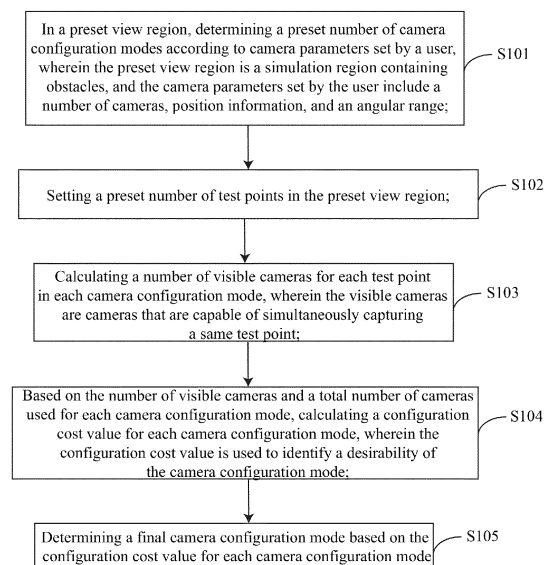 In a preset view region, determining a preset number of camera
configuration modes according to camera parameters set by a user,
wherein the preset view region is a simulation region containing
obstacles, and the camera parameters set by the user include a
number of cameras, position information, and an angular range;
S101
Setting a preset number of test points in the preset view region;
S102
Calculating a number of visible cameras for each test point
in each camera configuration mode, wherein the visible cameras
are cameras that are capable of simultaneously capturing
a same test point;
S103
Based on the number of visible cameras and a total number of cameras
used for each camera configuration mode, calculating a configuration
cost value for each camera configuration mode, wherein the
configuration cost value is used to identify a desirability of
the camera configuration mode;
S104
Determining a final camera configuration mode based on the
configuration cost value for each camera configuration mode
S105